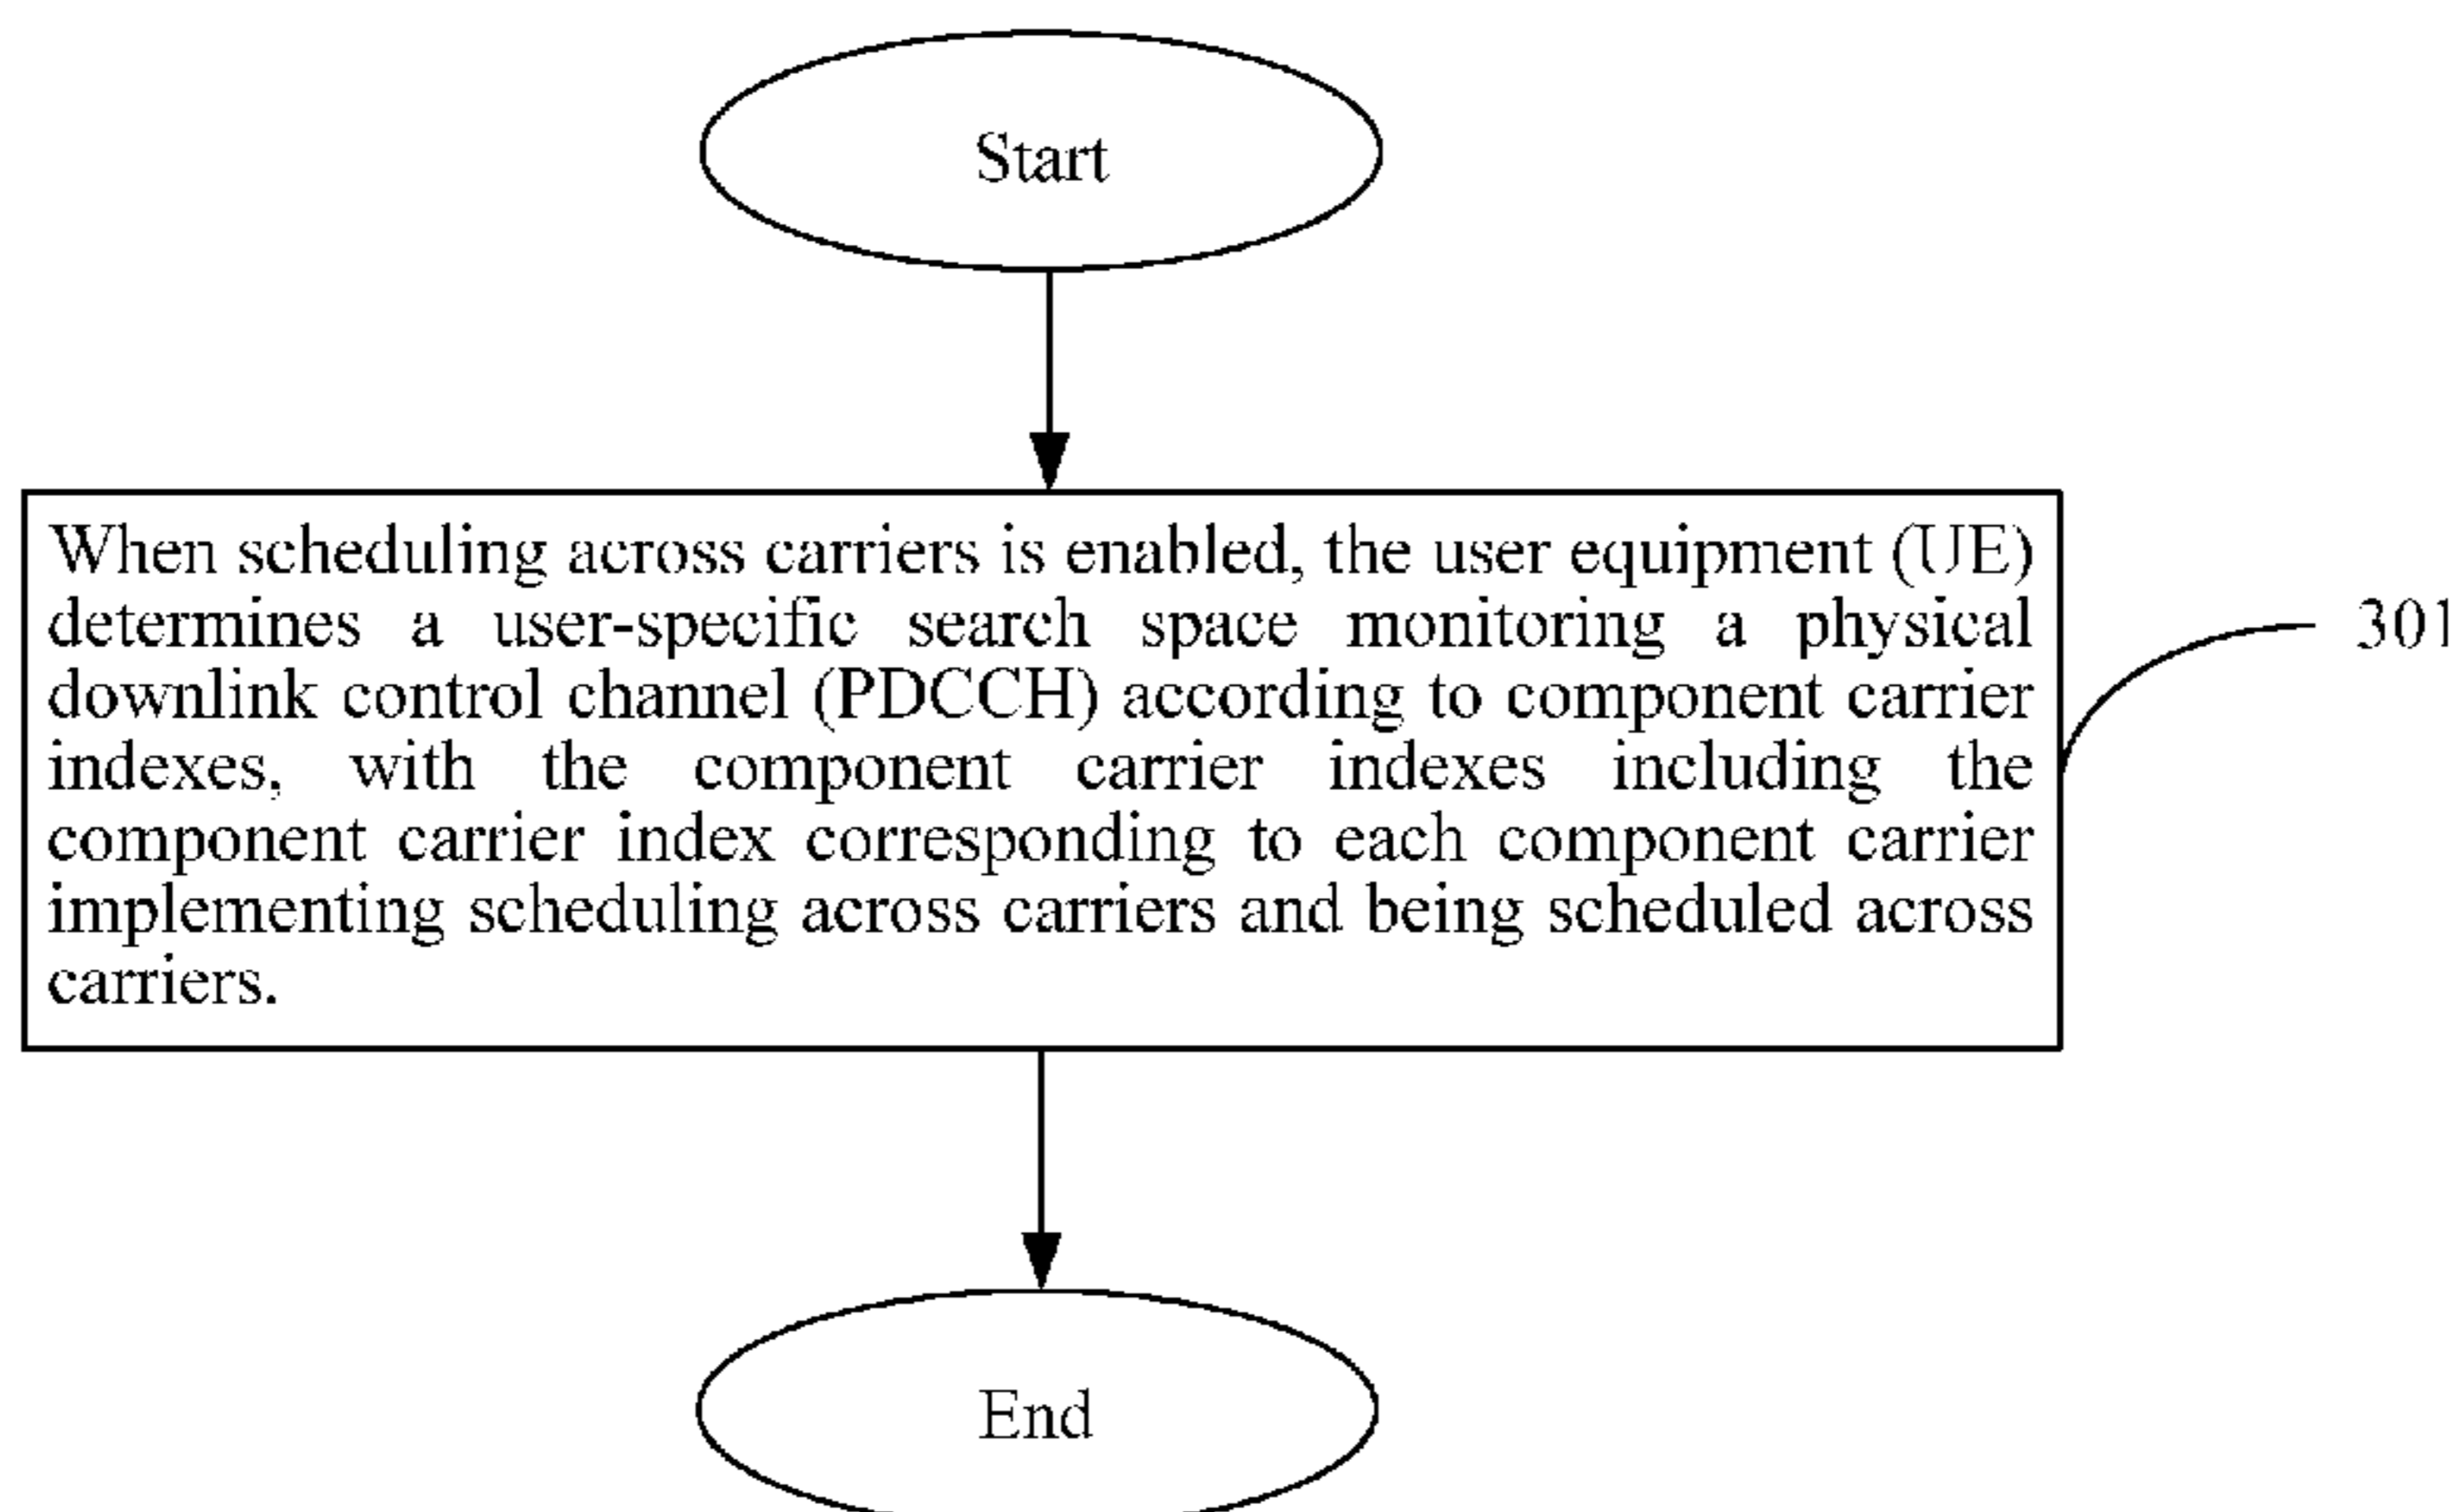 Start
When scheduling across carriers is enabled, the user equipment (UE)
determines a user-specific search space monitoring a physical
downlink control channel (PDCCH) according to component carrier
indexes, with the component carrier indexes including the
component carrier index corresponding to each component carrier
implementing scheduling across carriers and being scheduled across
carriers.
301
End